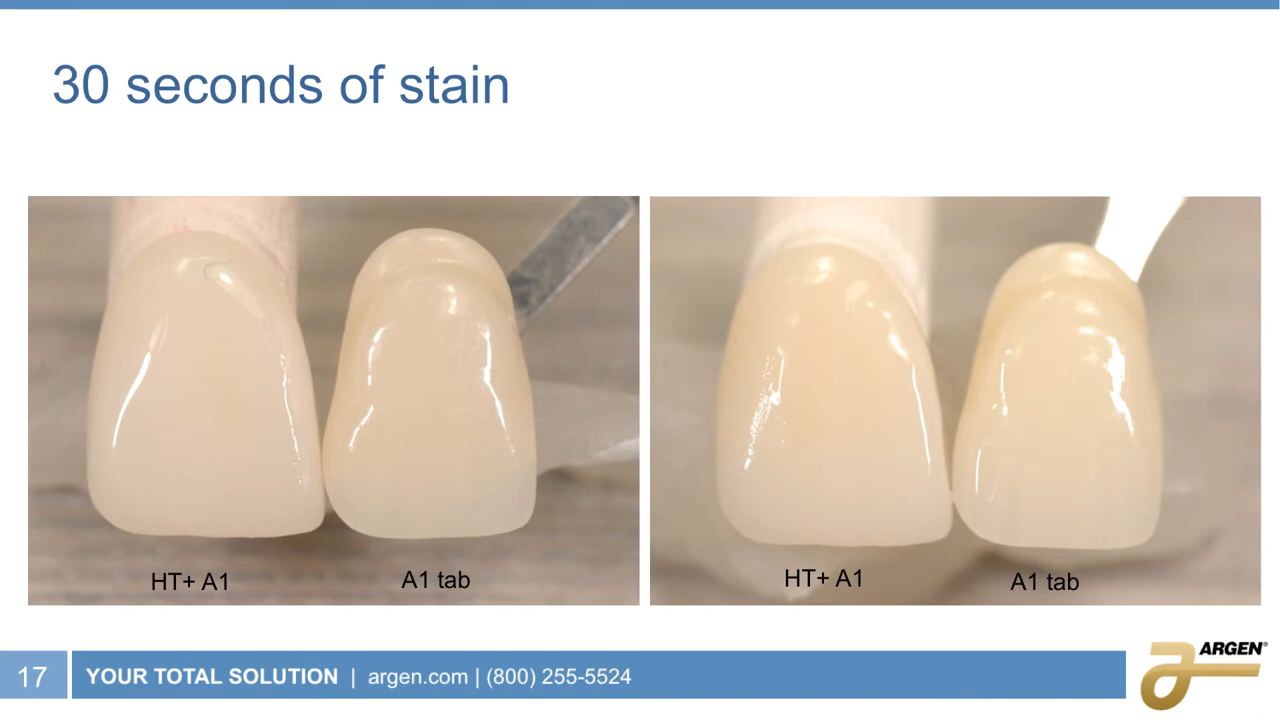 30 seconds of stain
HT+ A1
A1 tab
HT+ A1
A1 tab
17
YOUR TOTAL SOLUTION | argen.com | (800) 255-5524
ARGEN®